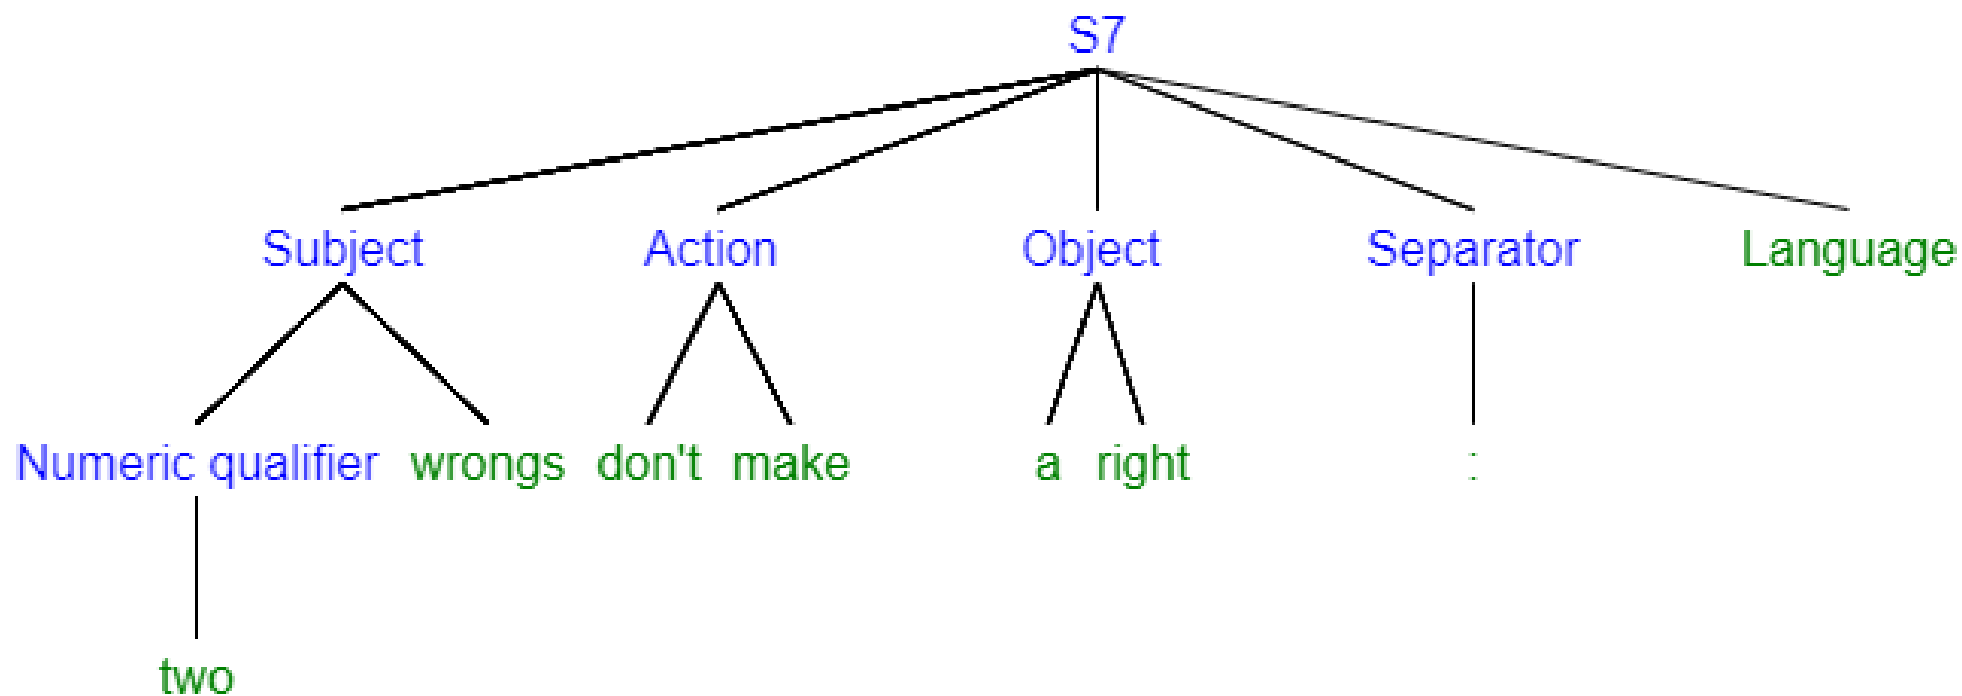 S7
Subject Action Object Separator Language
Numeric qualifier wrongs don't make a right :
two